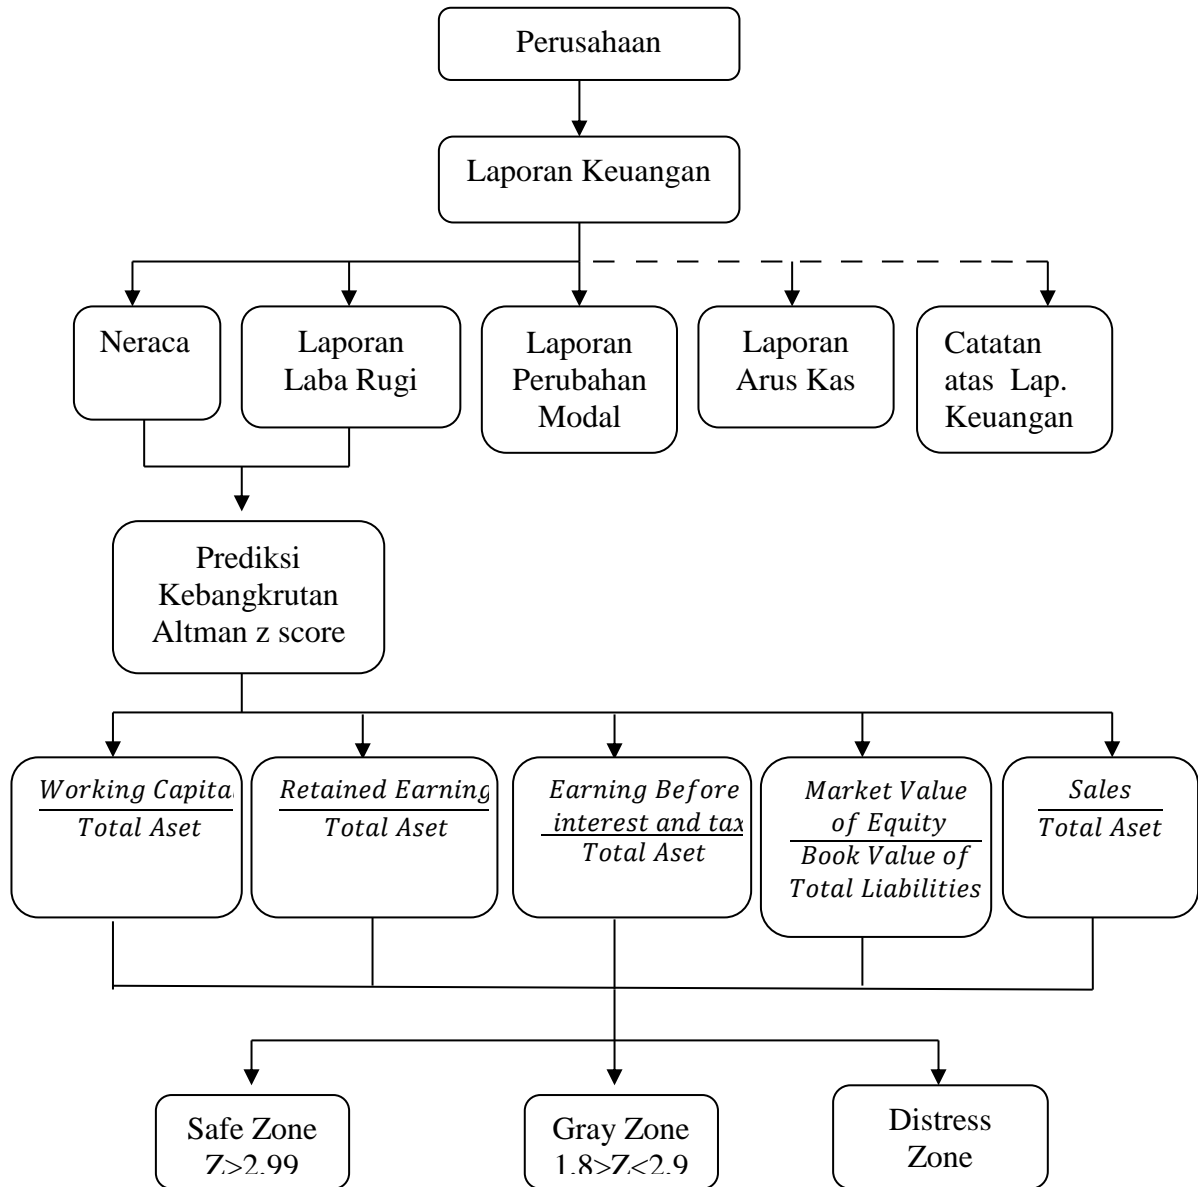 Perusahaan
Laporan Keuangan
Neraca
Laporan
Laba Rugi
Laporan
Perubahan
Modal
Laporan
Arus Kas
Catatan
atas Lap.
Keuangan
Prediksi
Kebangkrutan
Altman z score
Working Capital
Total Aset
Retained Earning
Total Aset
Earning Before
interest and tax
Total Aset
Market Value
of Equity
Book Value of
Total Liabilities
Sales
Total Aset
Safe Zone
Z>2.99
Gray Zone
1.8>Z<2.9
Distress
Zone